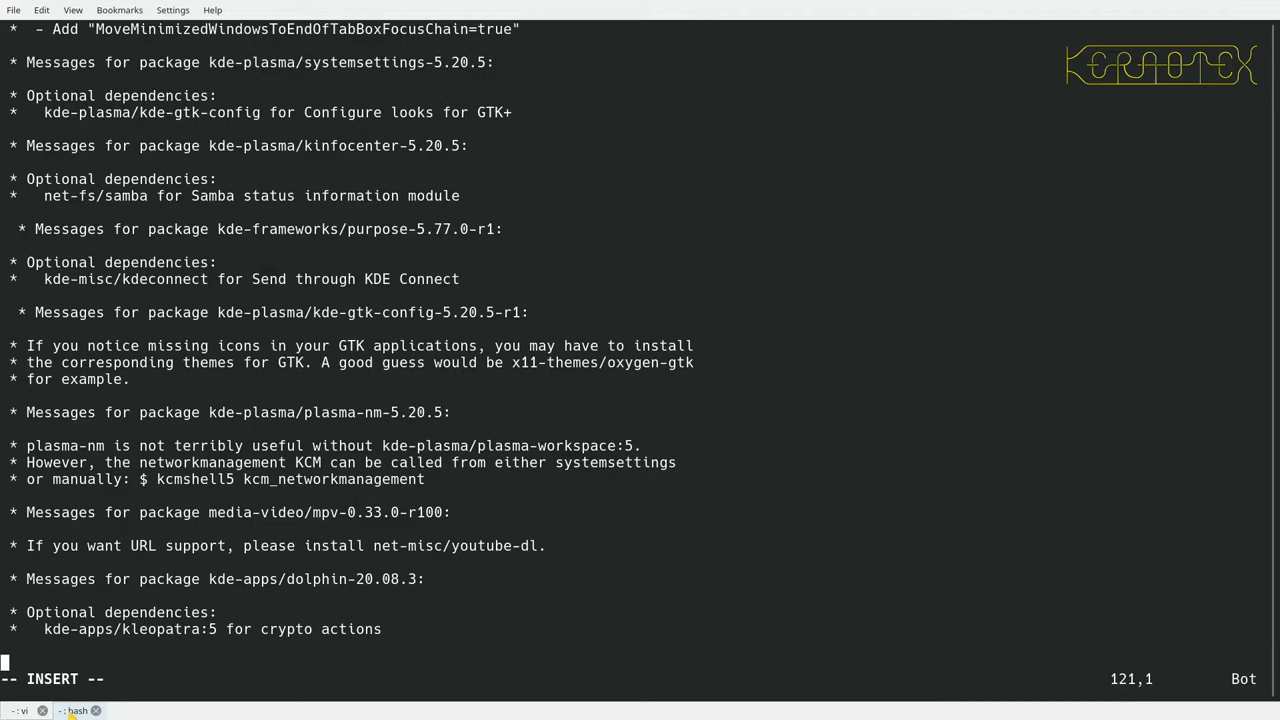 File Edit View Bookmarks Settings Help
*  - Add "MoveMinimizedWindowsToEndOfTabBoxFocusChain=true"
* Messages for package kde-plasma/systemsettings-5.20.5:
* Optional dependencies:
*   kde-plasma/kde-gtk-config for Configure looks for GTK+
* Messages for package kde-plasma/kinfocenter-5.20.5:
* Optional dependencies:
*   net-fs/samba for Samba status information module
* Messages for package kde-frameworks/purpose-5.77.0-r1:
* Optional dependencies:
*   kde-misc/kdeconnect for Send through KDE Connect
* Messages for package kde-plasma/kde-gtk-config-5.20.5-r1:
* If you notice missing icons in your GTK applications, you may have to install
* the corresponding themes for GTK. A good guess would be x11-themes/oxygen-gtk
* for example.
* Messages for package kde-plasma/plasma-nm-5.20.5:
* plasma-nm is not terribly useful without kde-plasma/plasma-workspace:5.
* However, the networkmanagement KCM can be called from either systemsettings
* or manually: $ kcmshell5 kcm_networkmanagement
* Messages for package media-video/mpv-0.33.0-r100:
* If you want URL support, please install net-misc/youtube-dl.
* Messages for package kde-apps/dolphin-20.08.3:
* Optional dependencies:
*   kde-apps/kleopatra:5 for crypto actions
-- INSERT -- 121,1 Bot
- : vi - : bash